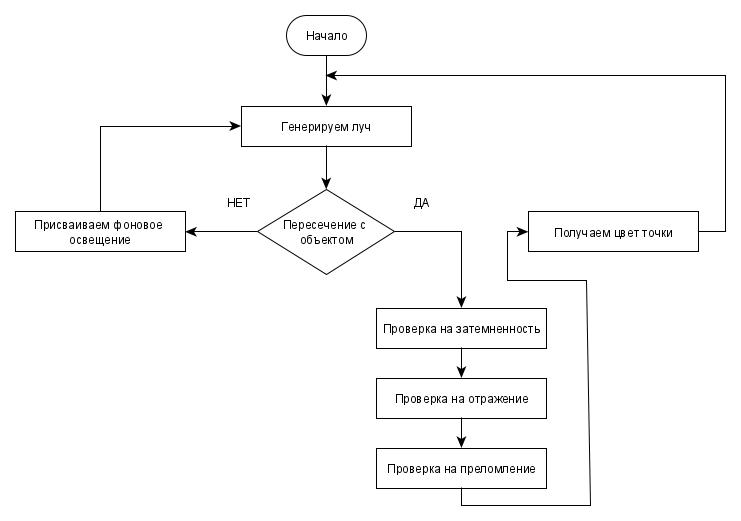 Начало
Генерируем луч
НЕТ
ДА
Пересечение с
объектом
Присваиваем фоновое
освещение
Получаем цвет точки
Проверка на затемненность
Проверка на отражение
Проверка на преломление